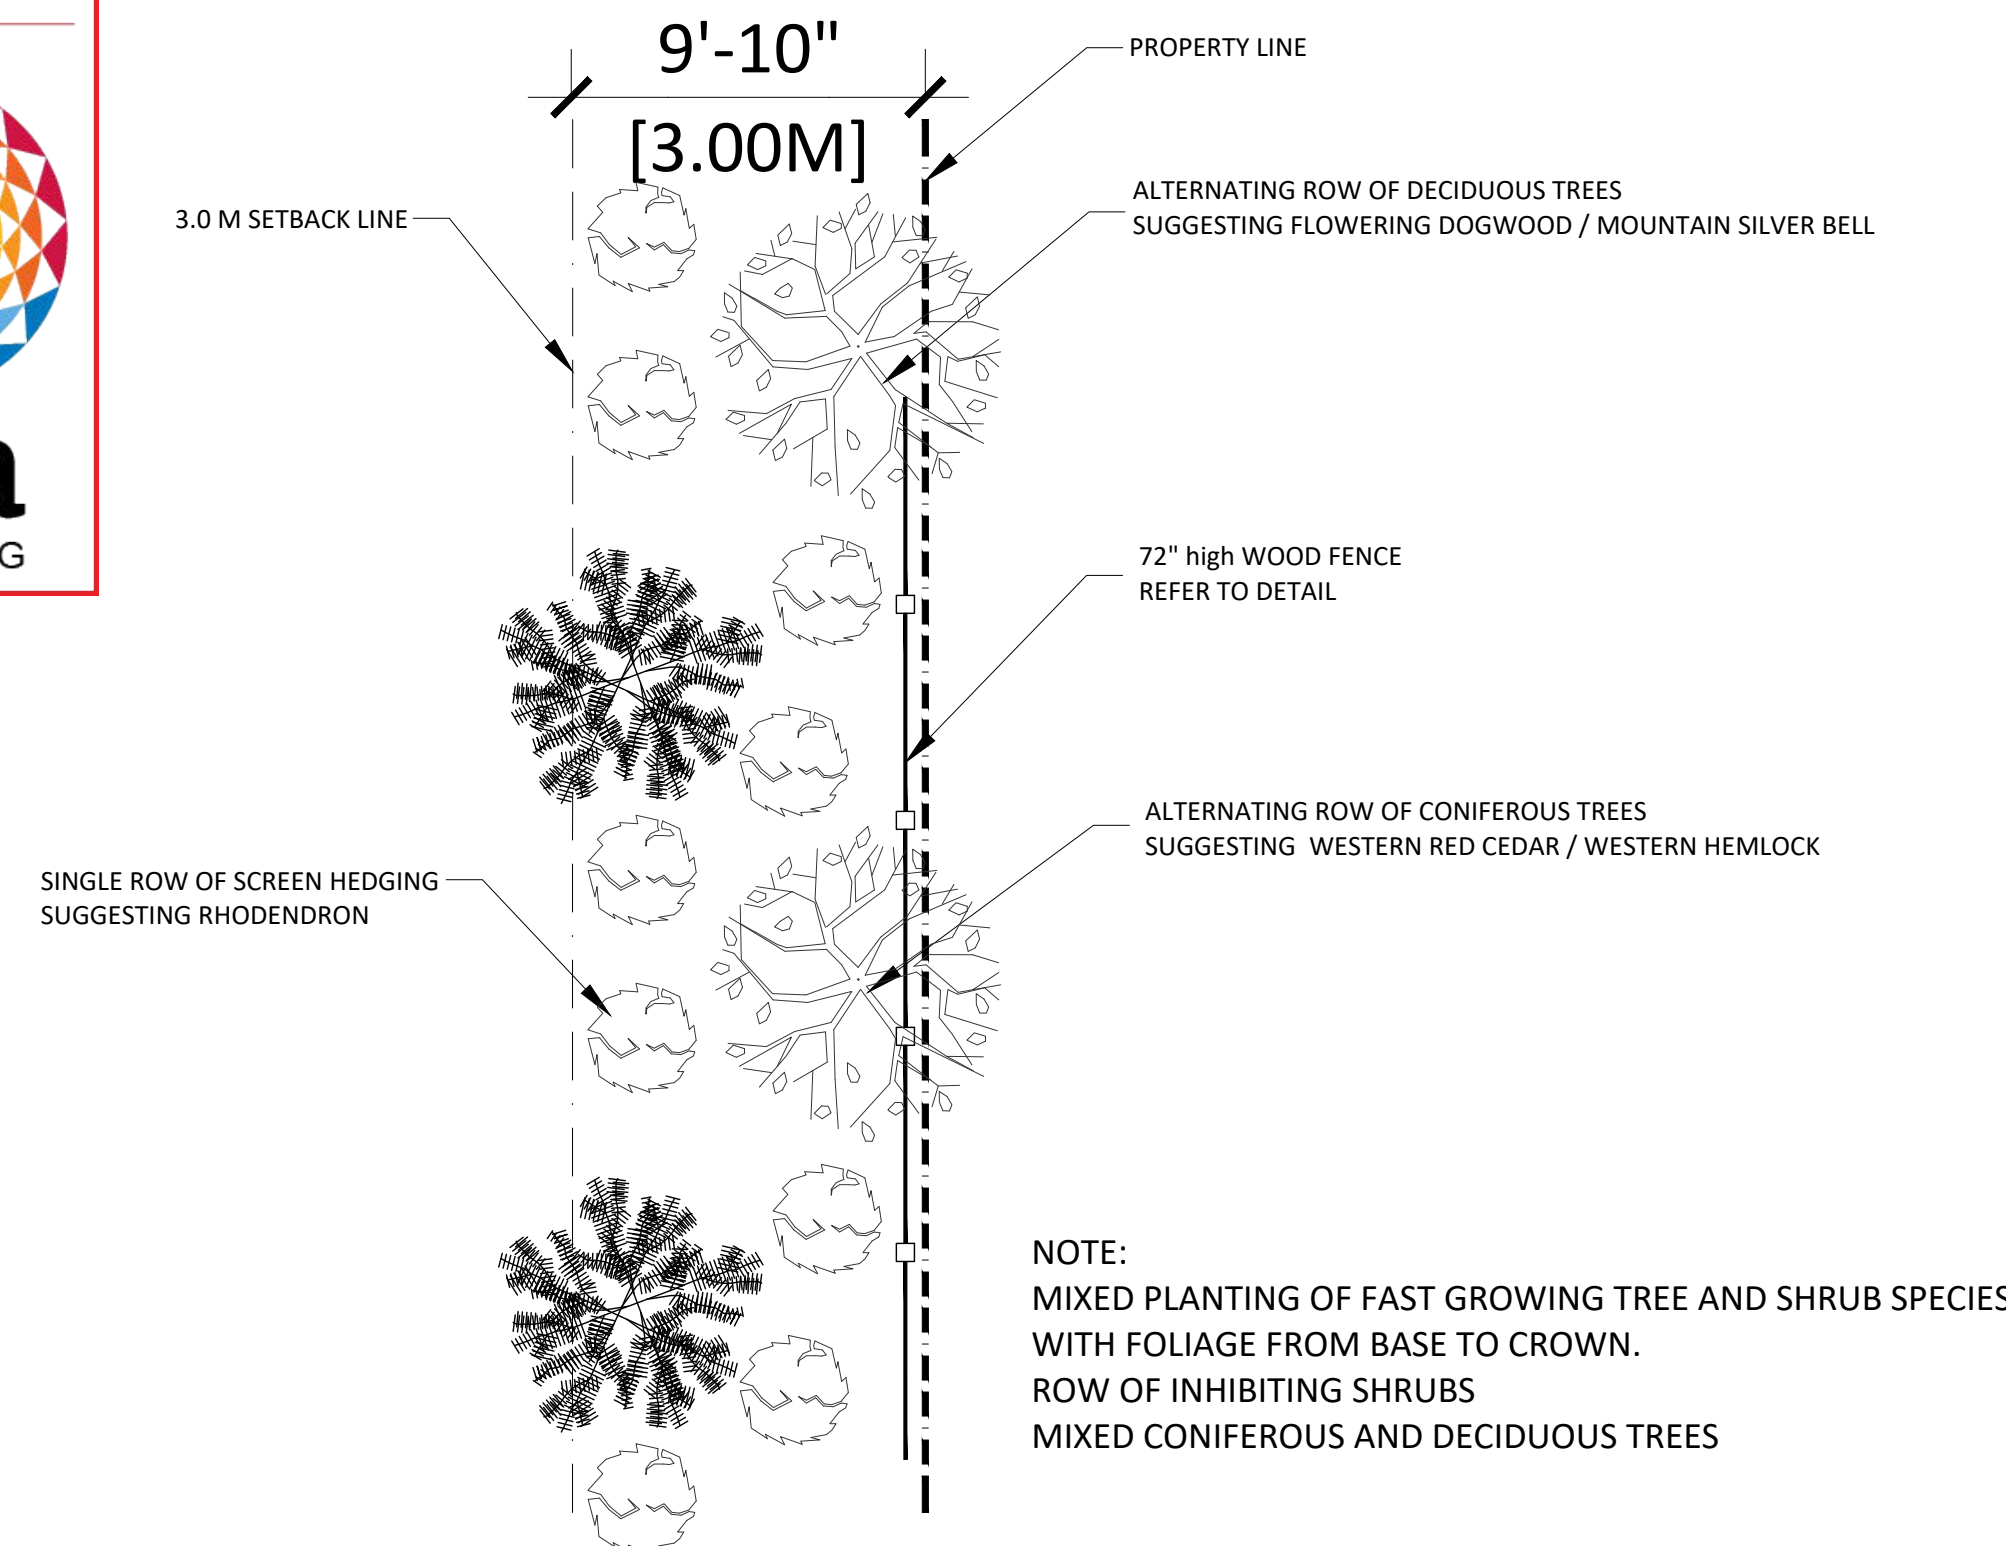 9'-10"
[3.00M]
PROPERTY LINE
3.0 M SETBACK LINE
ALTERNATING ROW OF DECIDUOUS TREES
SUGGESTING FLOWERING DOGWOOD / MOUNTAIN SILVER BELL
72" high WOOD FENCE
REFER TO DETAIL
ALTERNATING ROW OF CONIFEROUS TREES
SUGGESTING WESTERN RED CEDAR / WESTERN HEMLOCK
SINGLE ROW OF SCREEN HEDGING
SUGGESTING RHODENDRON
NOTE:
MIXED PLANTING OF FAST GROWING TREE AND SHRUB SPECIES
WITH FOLIAGE FROM BASE TO CROWN.
ROW OF INHIBITING SHRUBS
MIXED CONIFEROUS AND DECIDUOUS TREES